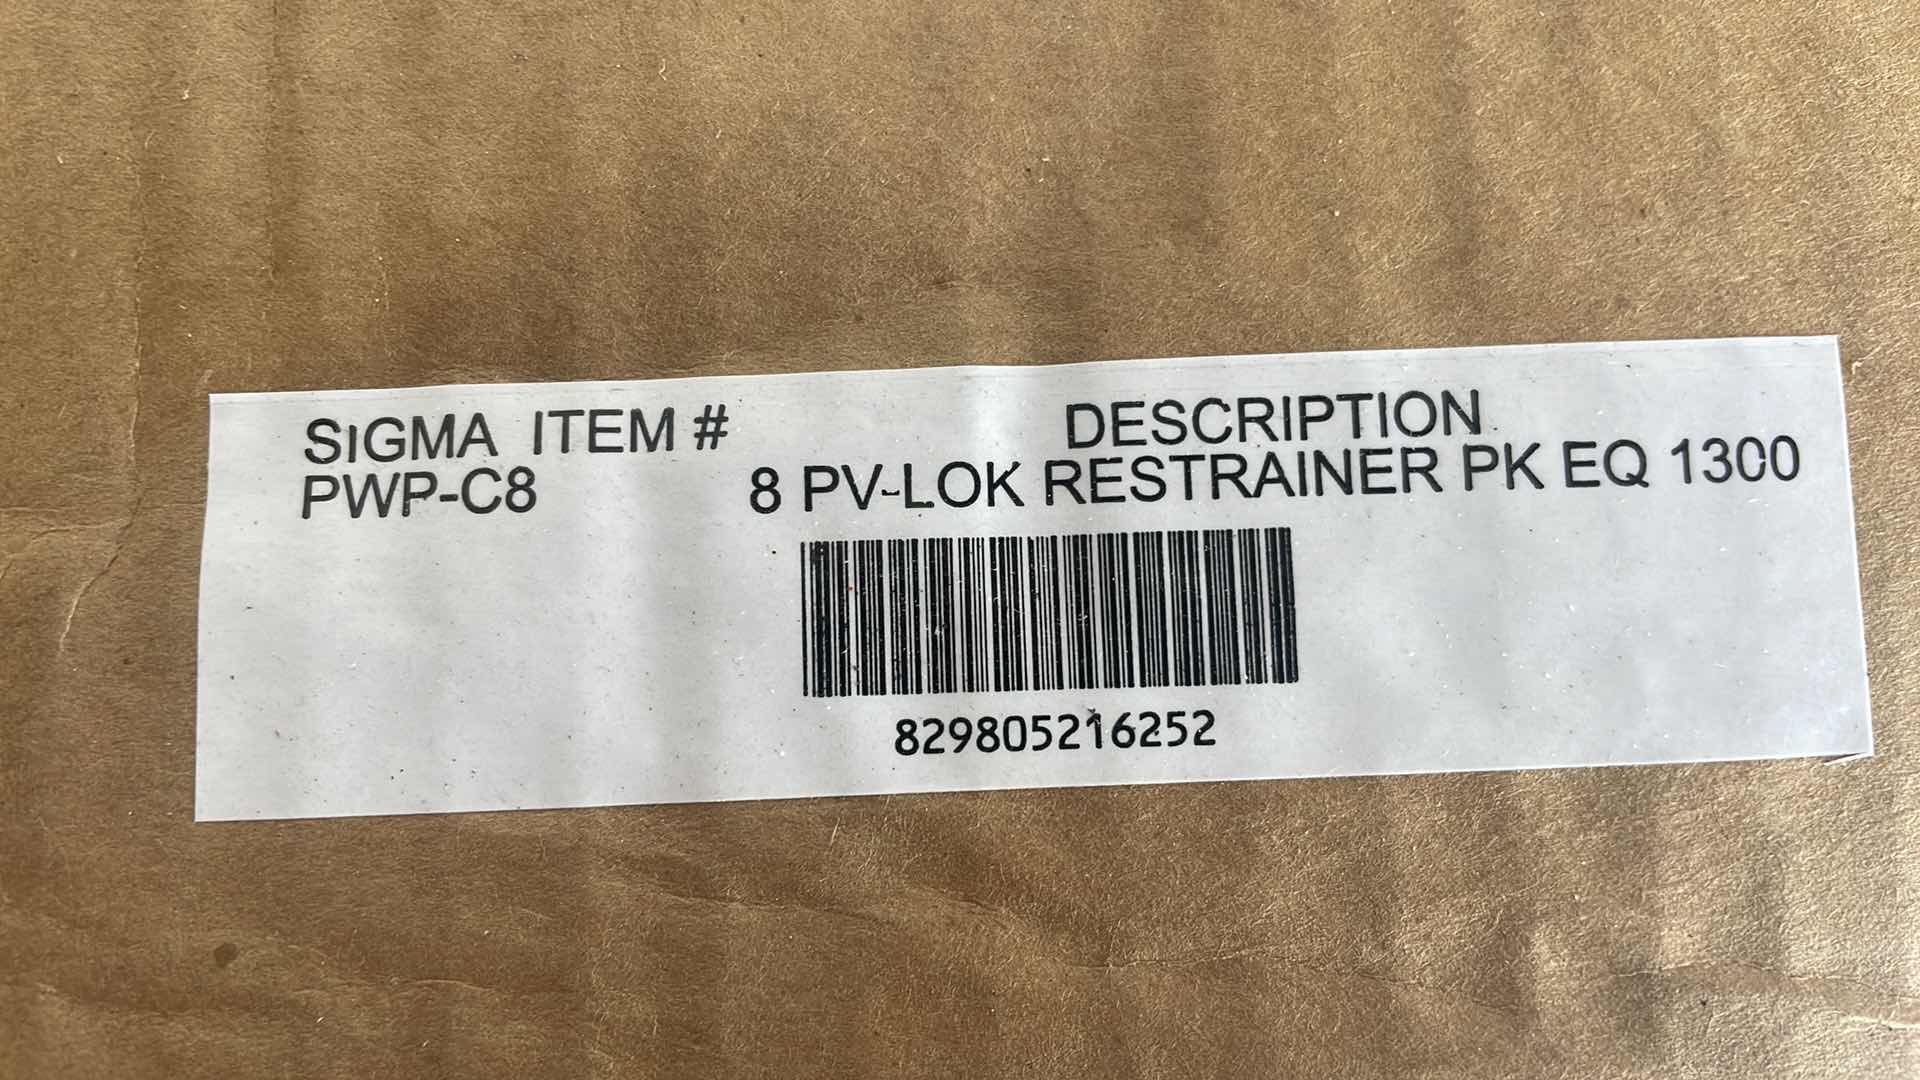 SIGMA ITEM # DESCRIPTION
PWP-C8 8 PV-LOK RESTRAINER PK EQ 1300
829805216252